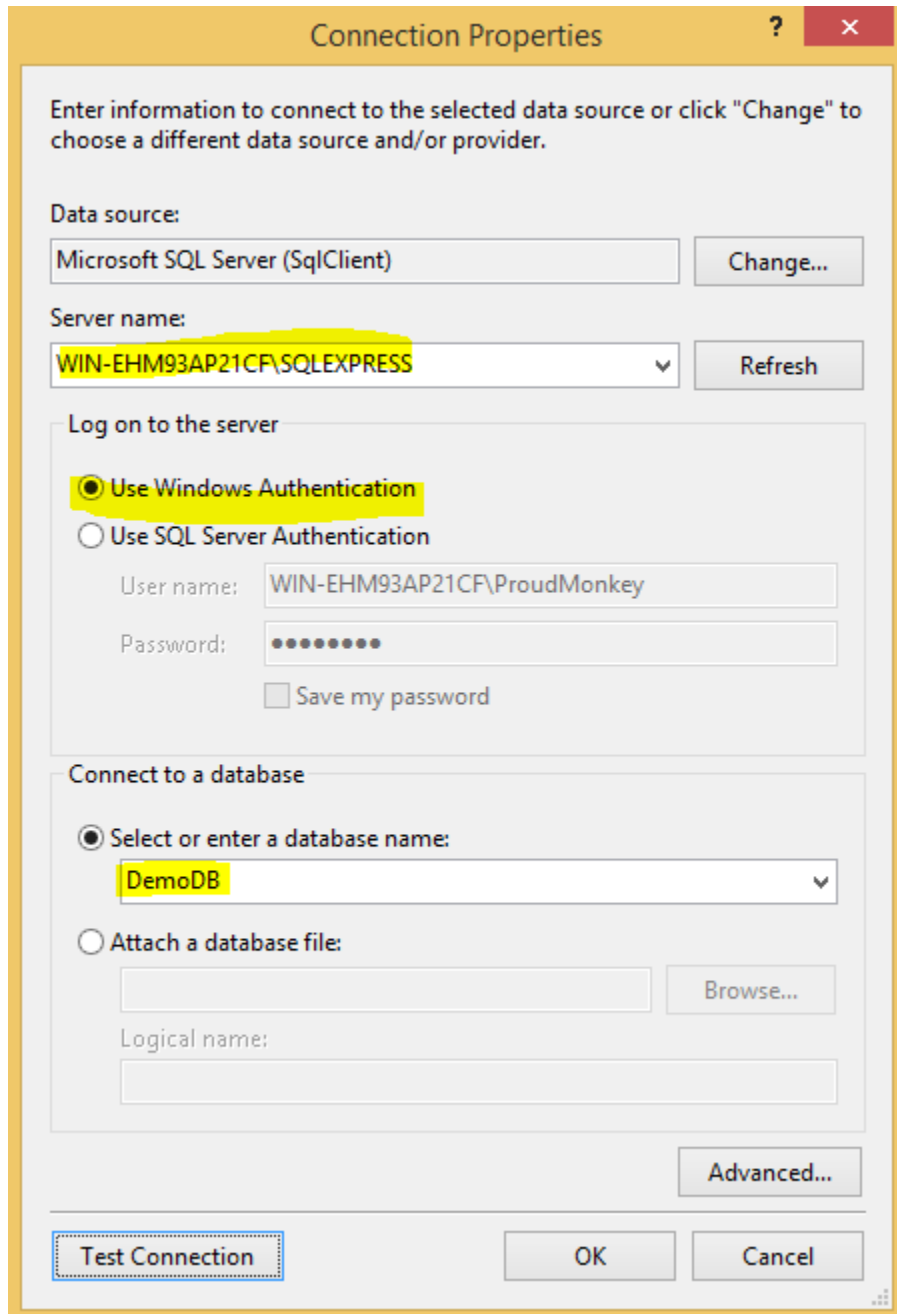 Connection Properties
?
×
Enter information to connect to the selected data source or click "Change" to
choose a different data source and/or provider.
Data source:
Microsoft SQL Server (SqlClient)
Change...
Server name:
WIN-EHM93AP21CF\SQLEXPRESS
Refresh
Log on to the server
Use Windows Authentication
Use SQL Server Authentication
User name:
WIN-EHM93AP21CF\ProudMonkey
Password:
●●●●●●●●
Save my password
Connect to a database
Select or enter a database name:
DemoDB
Attach a database file:
Browse...
Logical name:
Advanced...
Test Connection
OK
Cancel